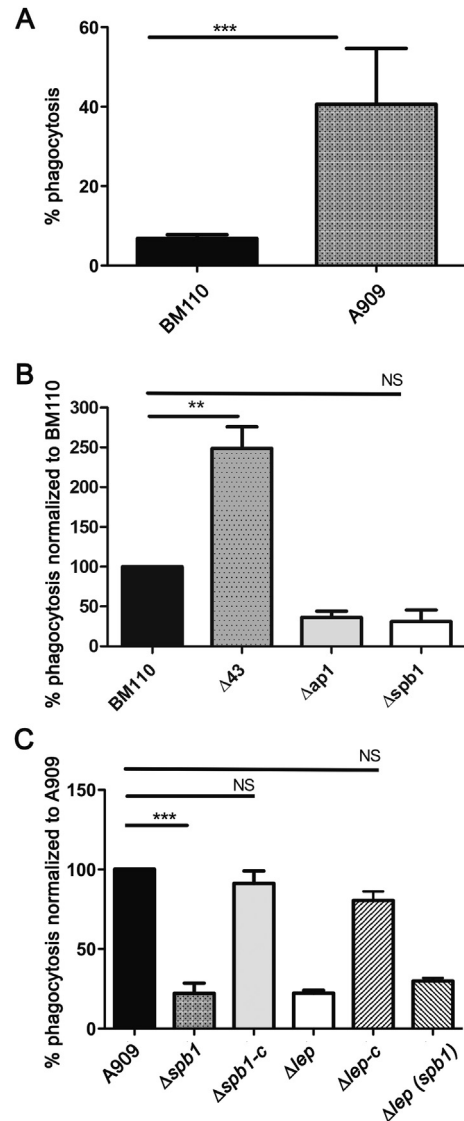 A
% phagocytosis
60
40
20
0
***
BM110
A909
B
% phagocytosis normalized to BM110
300
250
200
150
100
50
0
NS
**
BM110
Δ43
Δap1
Δspb1
C
% phagocytosis normalized to A909
150
100
50
0
NS
NS
***
A909
Δspb1
Δspb1-c
Δlep
Δlep-c
Δlep (spb1)